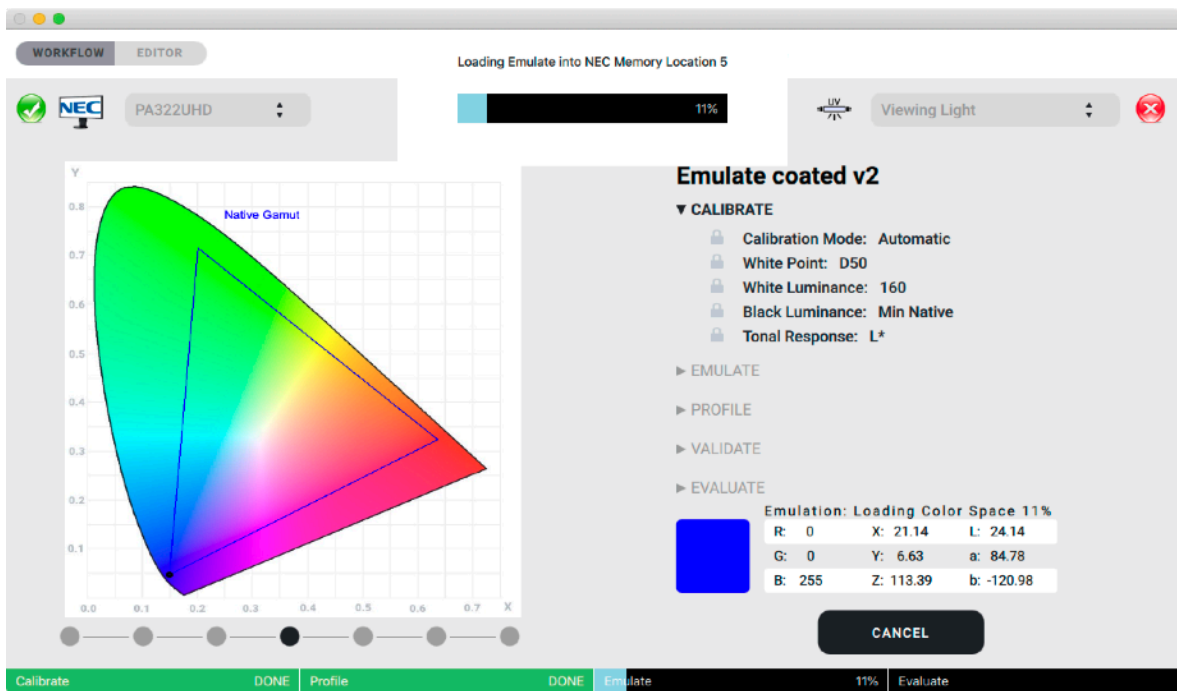 WORKFLOW EDITOR
Loading Emulate into NEC Memory Location 5
NEC PA322UHD
11%
UV Viewing Light
Emulate coated v2
▼ CALIBRATE
Calibration Mode: Automatic
White Point: D50
White Luminance: 160
Black Luminance: Min Native
Tonal Response: L*
▶ EMULATE
▶ PROFILE
▶ VALIDATE
▶ EVALUATE
Y
0.8
Native Gamut
0.7
0.6
0.5
0.4
0.3
0.2
0.1
0.0 0.1 0.2 0.3 0.4 0.5 0.6 0.7 X
Emulation: Loading Color Space 11%
R: 0 X: 21.14 L: 24.14
G: 0 Y: 6.63 a: 84.78
B: 255 Z: 113.39 b: -120.98
CANCEL
Calibrate DONE Profile DONE Emulate 11% Evaluate